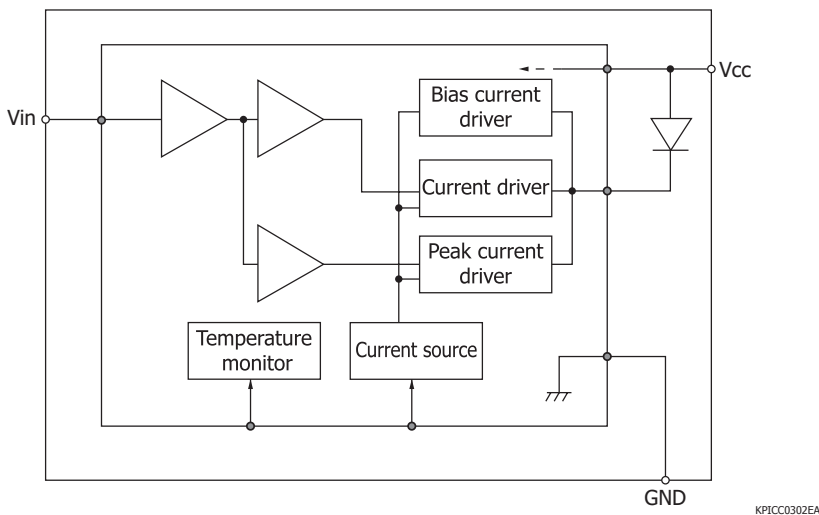 Vcc
Bias current
driver
Vin
Current driver
Peak current
driver
Temperature
monitor
Current source
GND
KPICC0302EA